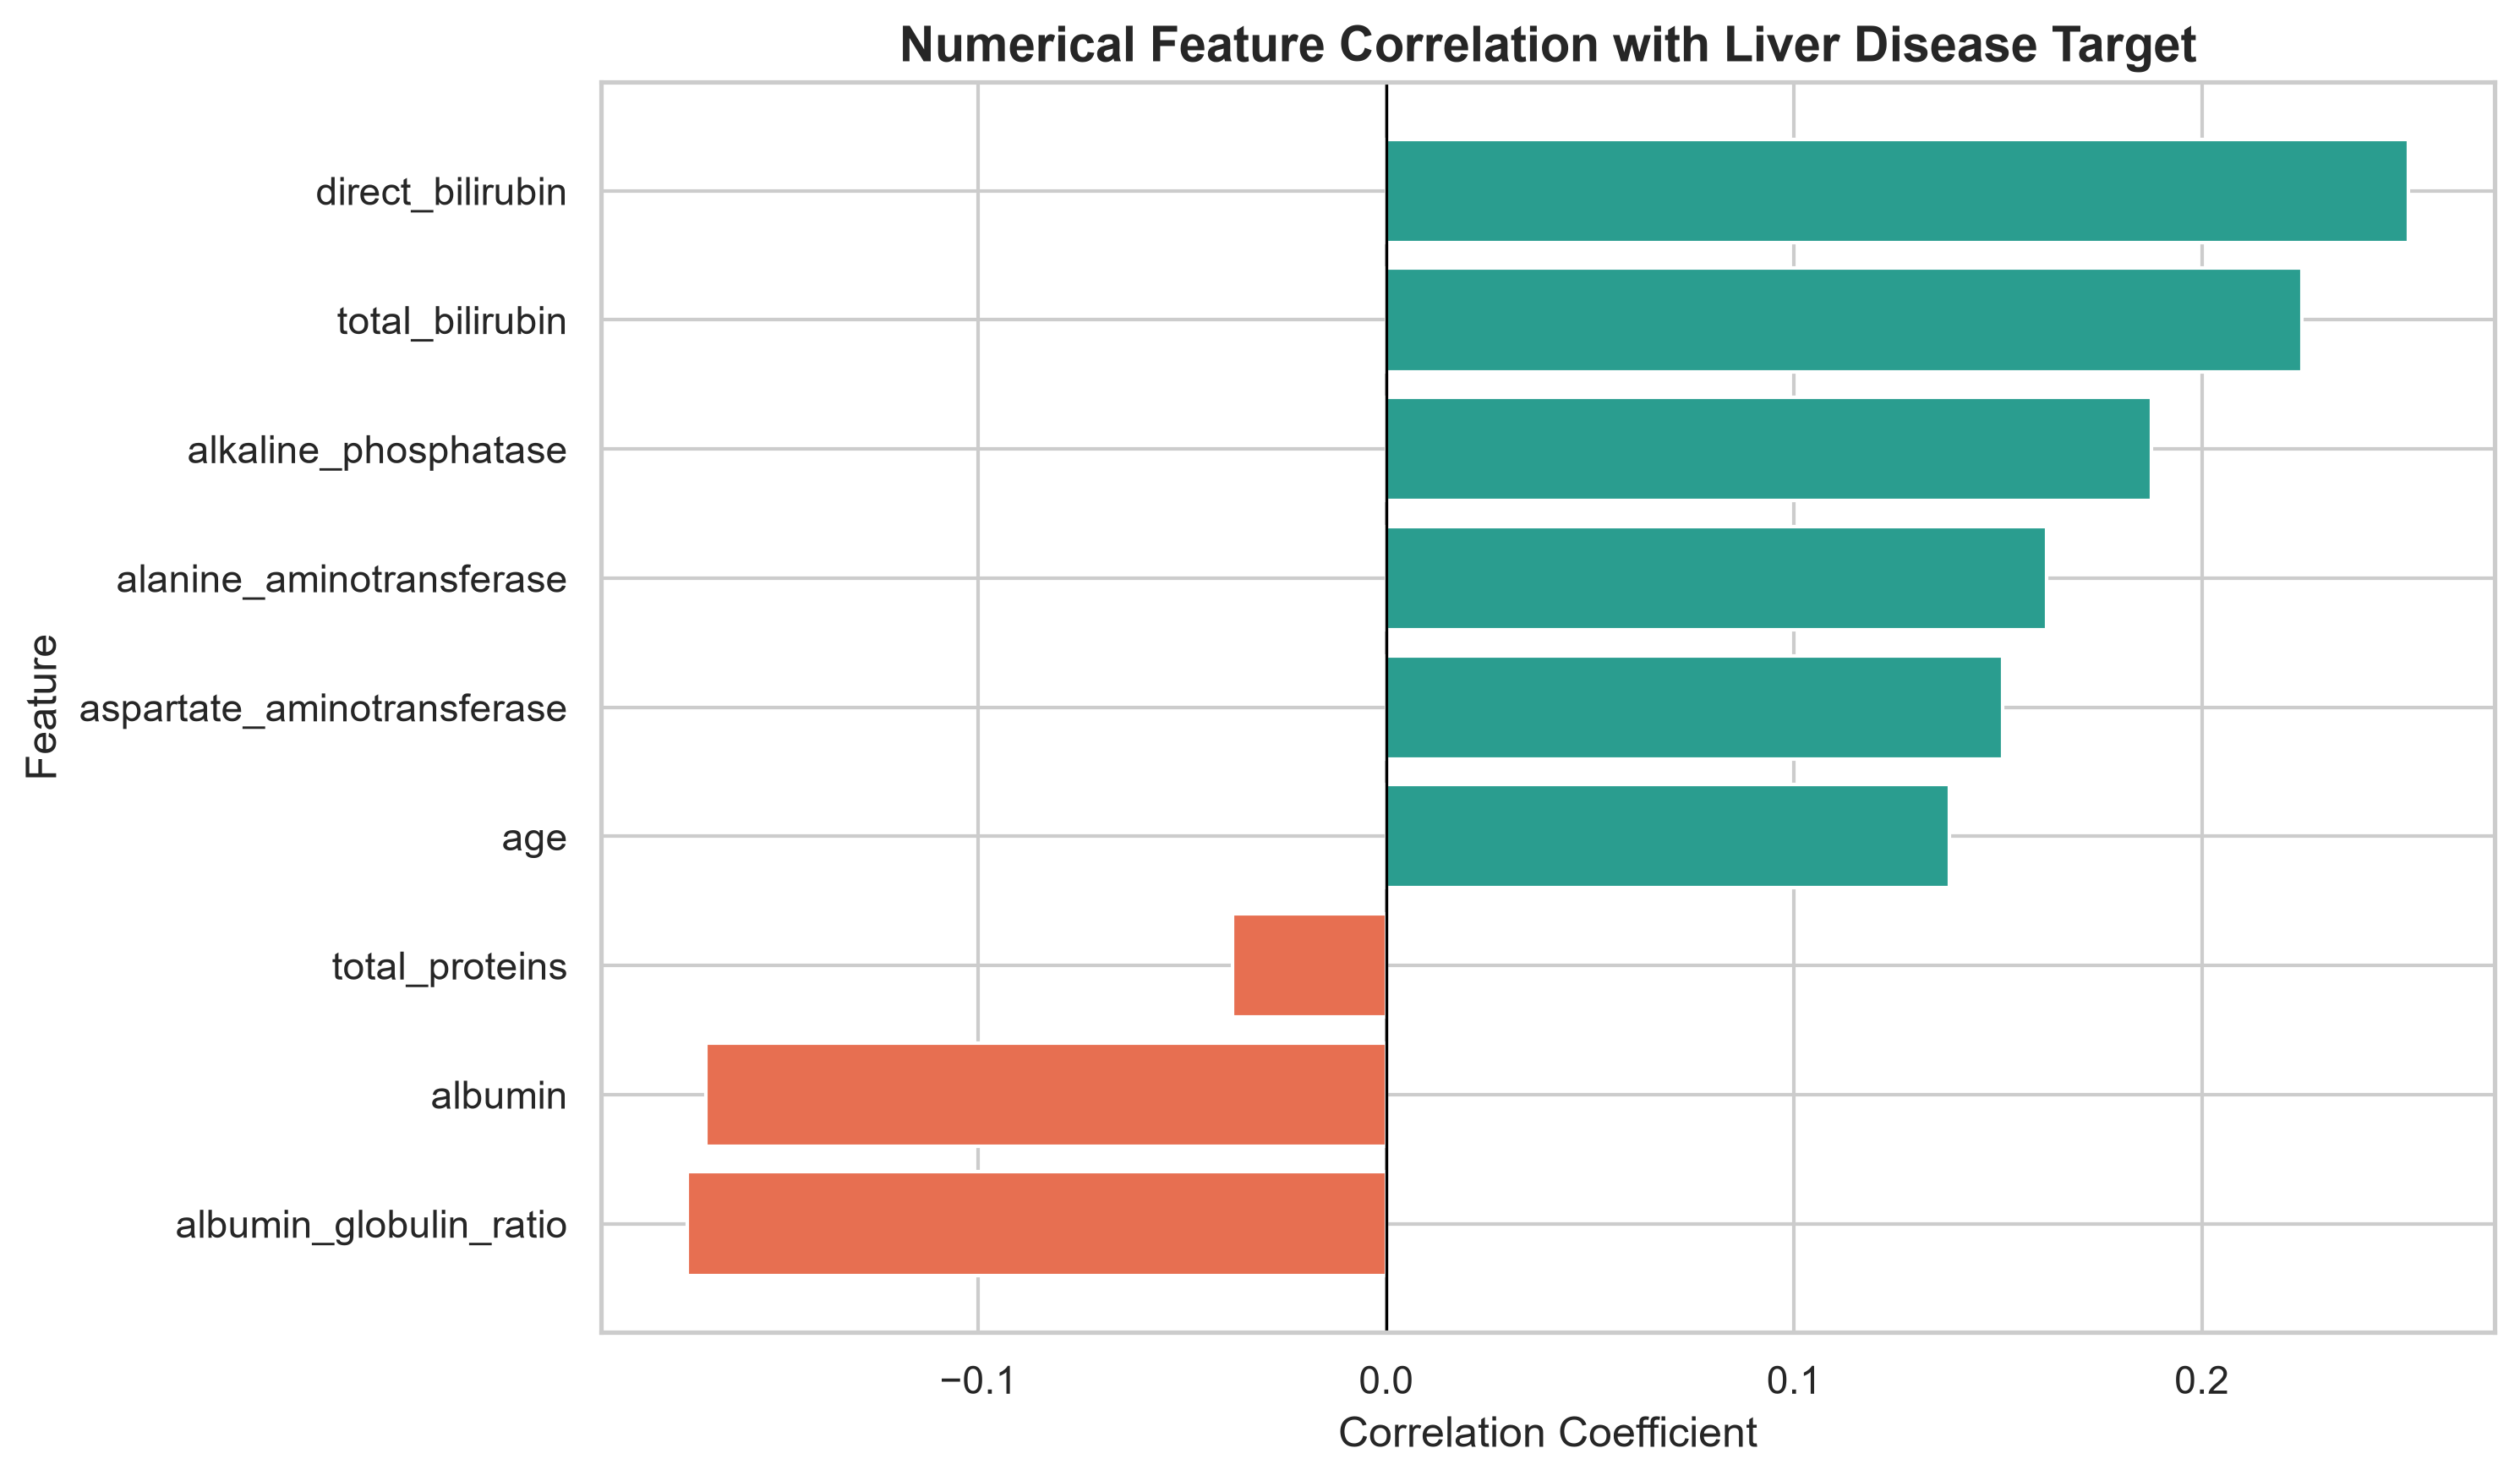 Numerical Feature Correlation with Liver Disease Target
Feature
direct_bilirubin
total_bilirubin
alkaline_phosphatase
alanine_aminotransferase
aspartate_aminotransferase
age
total_proteins
albumin
albumin_globulin_ratio
−0.1 0.0 0.1 0.2
Correlation Coefficient